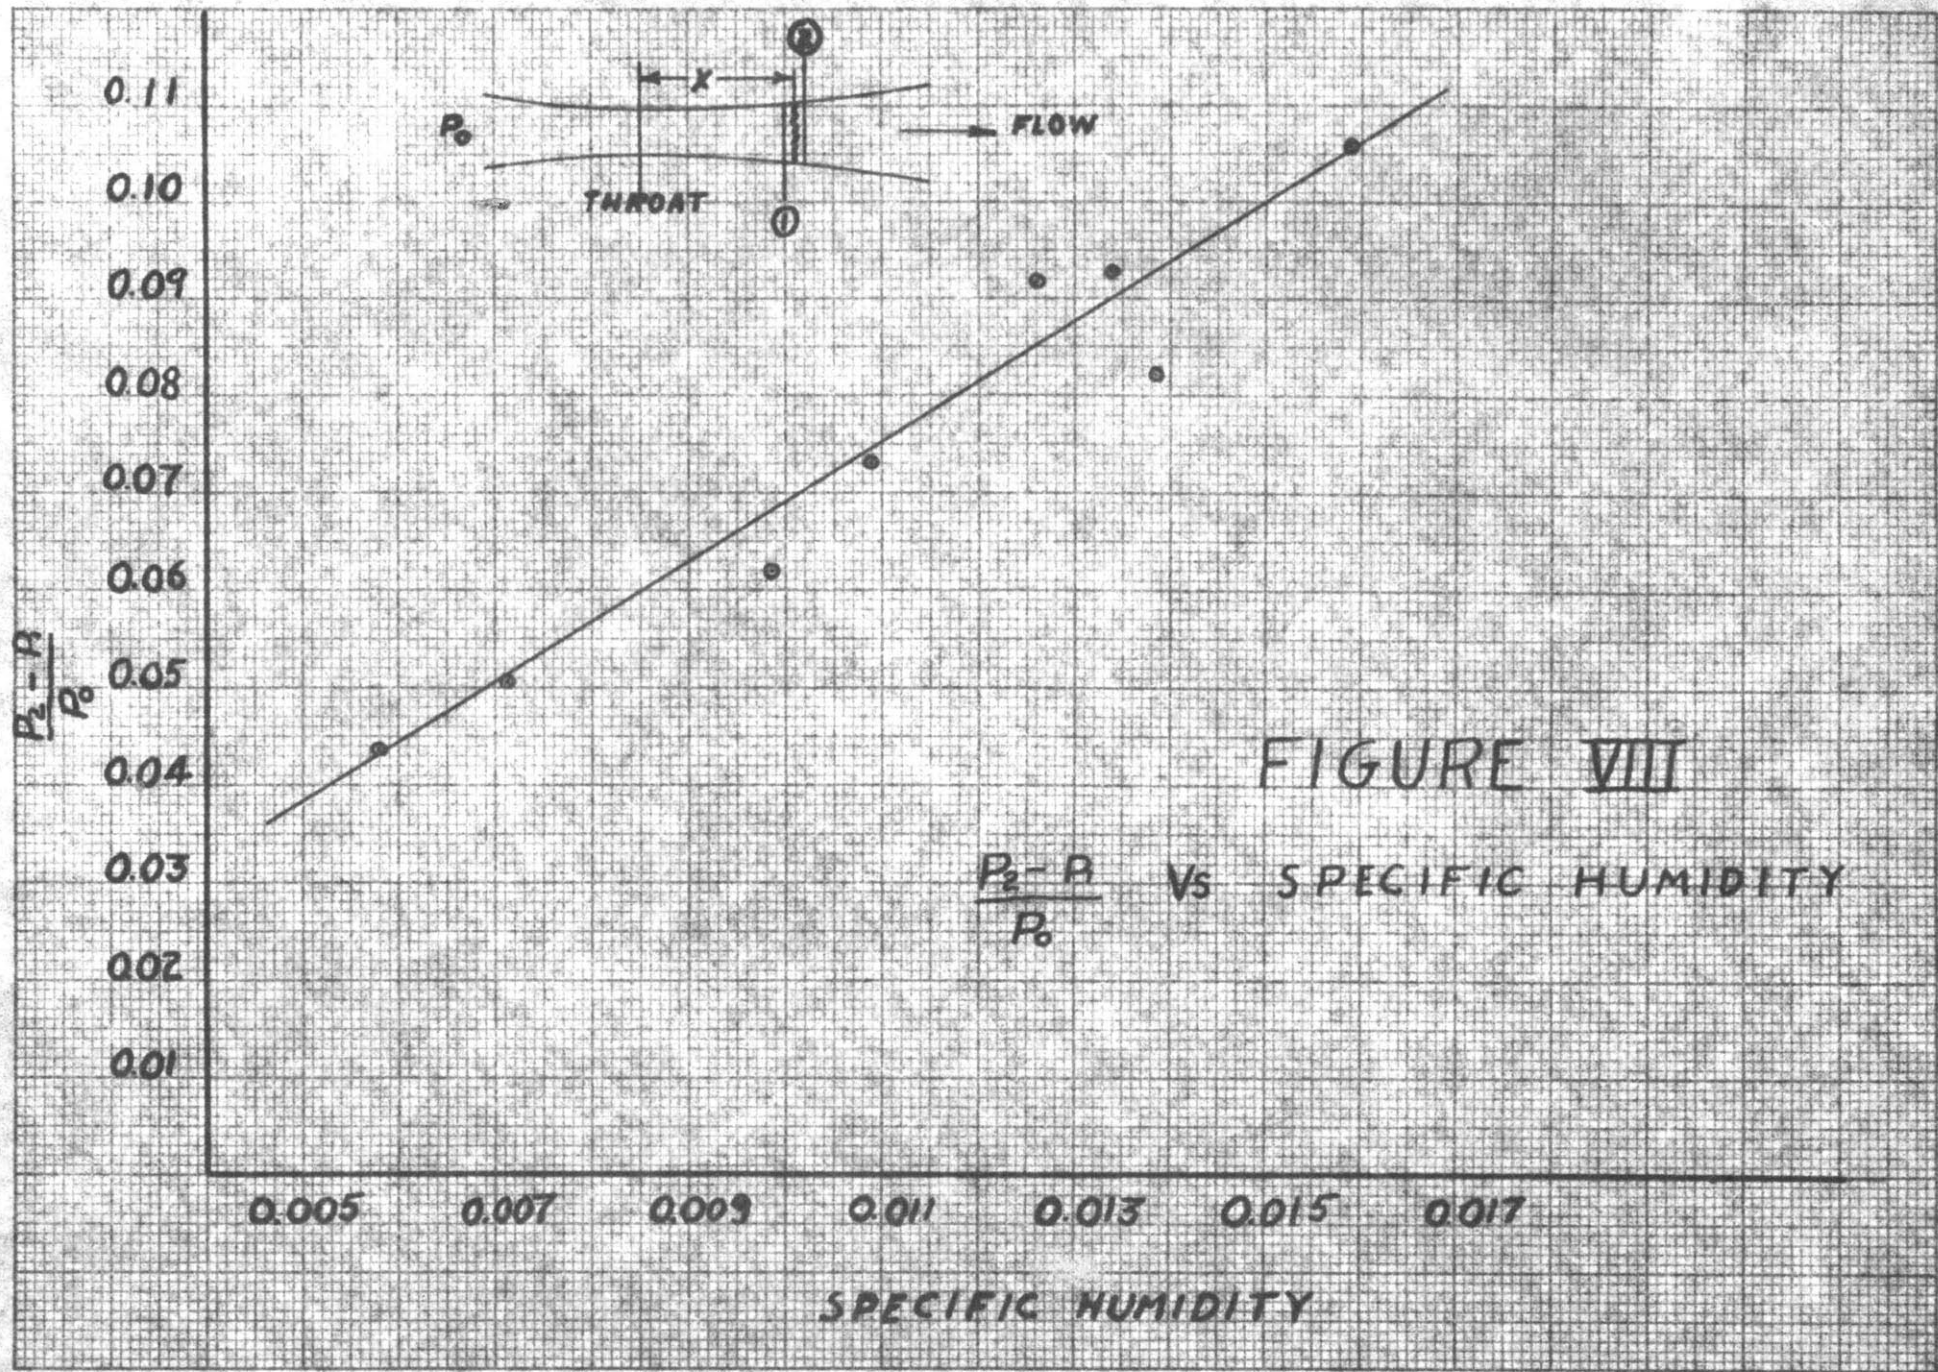 ②
0.11
X
P₀
FLOW
0.10
THROAT
①
0.09
0.08
0.07
0.06
0.05
P₂ - P₁
P₀
0.04
FIGURE VIII
0.03
P₂ - P₁ Vs SPECIFIC HUMIDITY
P₀
0.02
0.01
0.005 0.007 0.009 0.011 0.013 0.015 0.017
SPECIFIC HUMIDITY